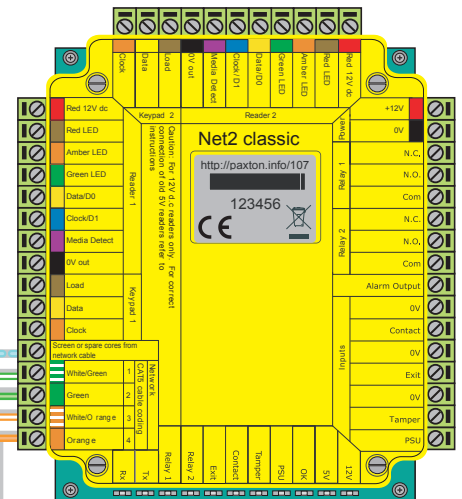 Clock
Data
Load
0V out
Media Detect
Clock/D1
Data/D0
Green LED
Amber LED
Red LED
Red 12V dc
Keypad 2
Reader 2
Red 12V dc
Red LED
Amber LED
Green LED
Data/D0
Clock/D1
Media Detect
0V out
Load
Data
Clock
Reader 1
Keypad 1
Screen or spare cores from
network cable
White/Green 1
Green 2
White/O rang e 3
Orang e 4
CAT5 cable coding
Network
Caution: For 12V d.c readers only. For correct
connection of old 5V readers refer to
instructions
Net2 classic
http://paxton.info/107
123456
CE
Power
Relay 1
Relay 2
Inputs
+12V
0V
N.C.
N.O.
Com
N.C.
N.O.
Com
Alarm Output
0V
Contact
0V
Exit
0V
Tamper
PSU
Rx
Tx
Relay 1
Relay 2
Exit
Contact
Tamper
PSU
OK
5V
12V